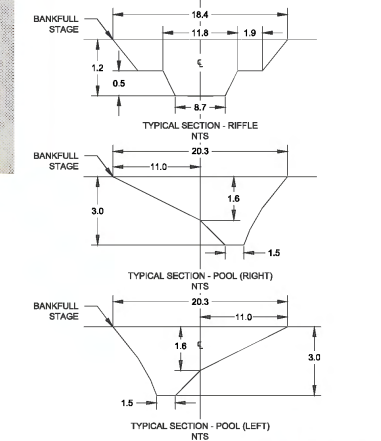 18.4
BANKFULL
STAGE
11.8
1.9
℄
1.2
0.5
8.7
TYPICAL SECTION - RIFFLE
NTS
20.3
BANKFULL
STAGE
11.0
1.6
3.0
1.5
TYPICAL SECTION - POOL (RIGHT)
NTS
20.3
BANKFULL
STAGE
11.0
1.6
℄
3.0
1.5
TYPICAL SECTION - POOL (LEFT)
NTS